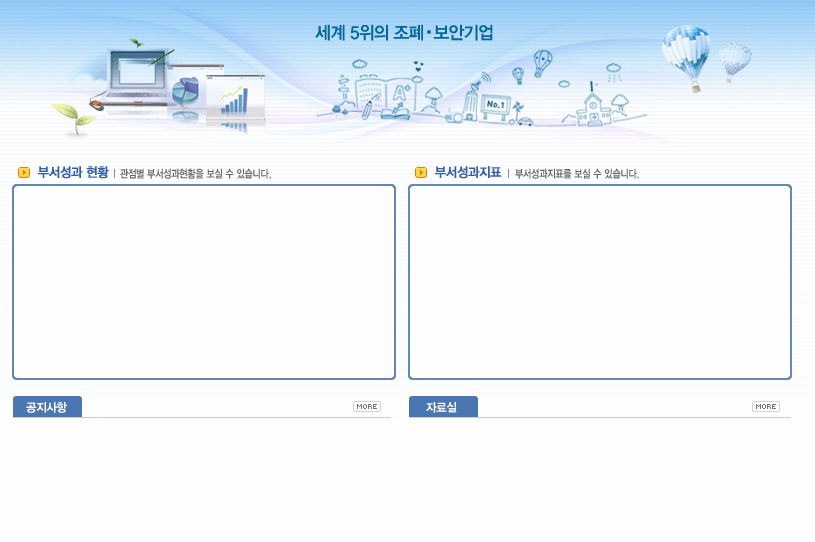 세계 5위의 조폐·보안기업
A+
No.1
부서성과 현황 | 관점별 부서성과현황을 보실 수 있습니다.
부서성과지표 | 부서성과지표를 보실 수 있습니다.
공지사항 MORE
자료실 MORE